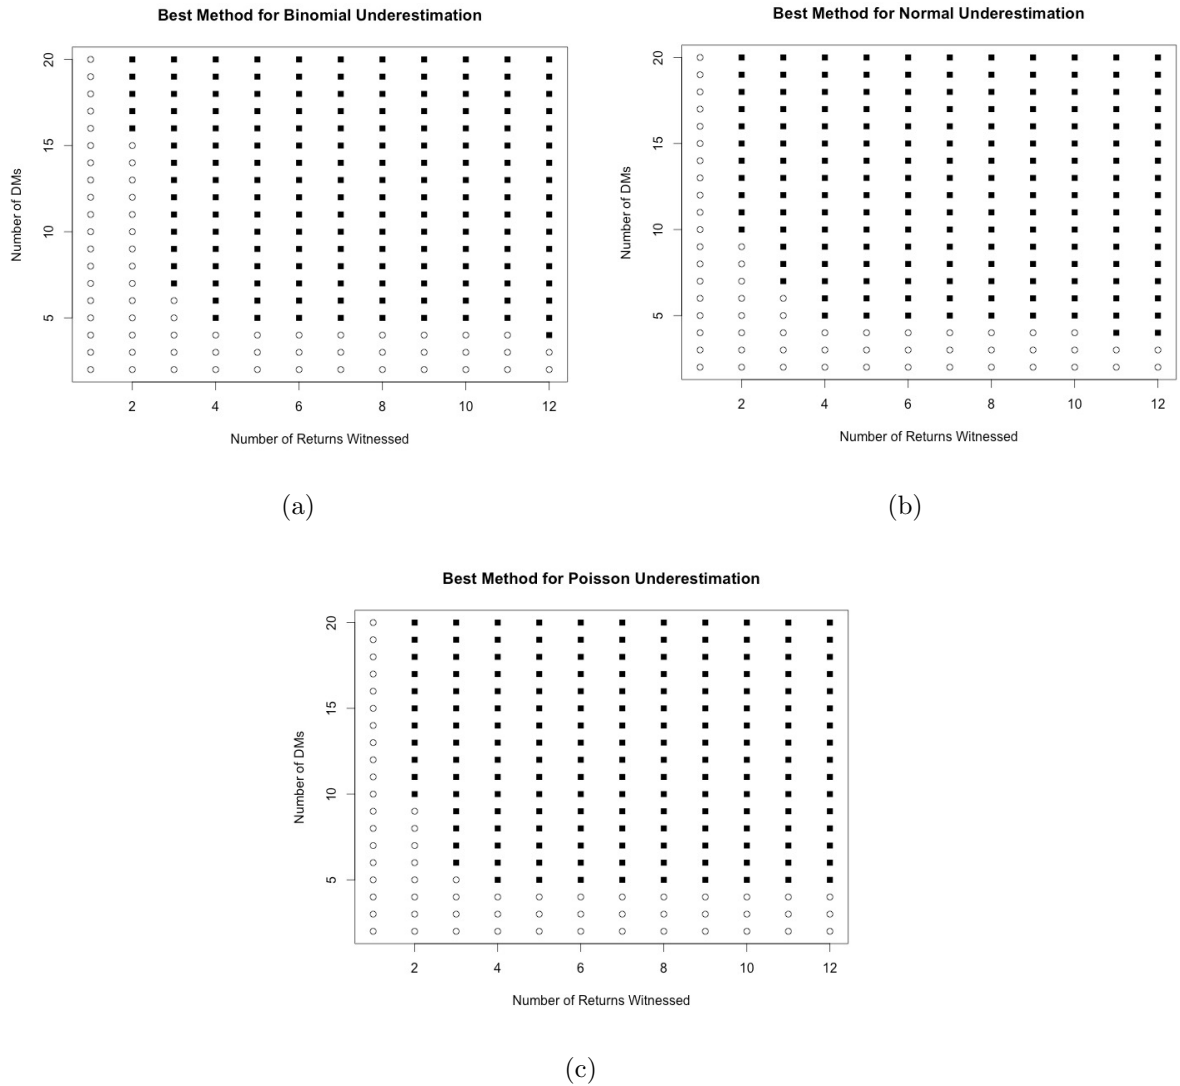 Best Method for Binomial Underestimation
20
15
10
5
Number of DMs
2 4 6 8 10 12
Number of Returns Witnessed
(a)
Best Method for Normal Underestimation
20
15
10
5
Number of DMs
2 4 6 8 10 12
Number of Returns Witnessed
(b)
Best Method for Poisson Underestimation
20
15
10
5
Number of DMs
2 4 6 8 10 12
Number of Returns Witnessed
(c)